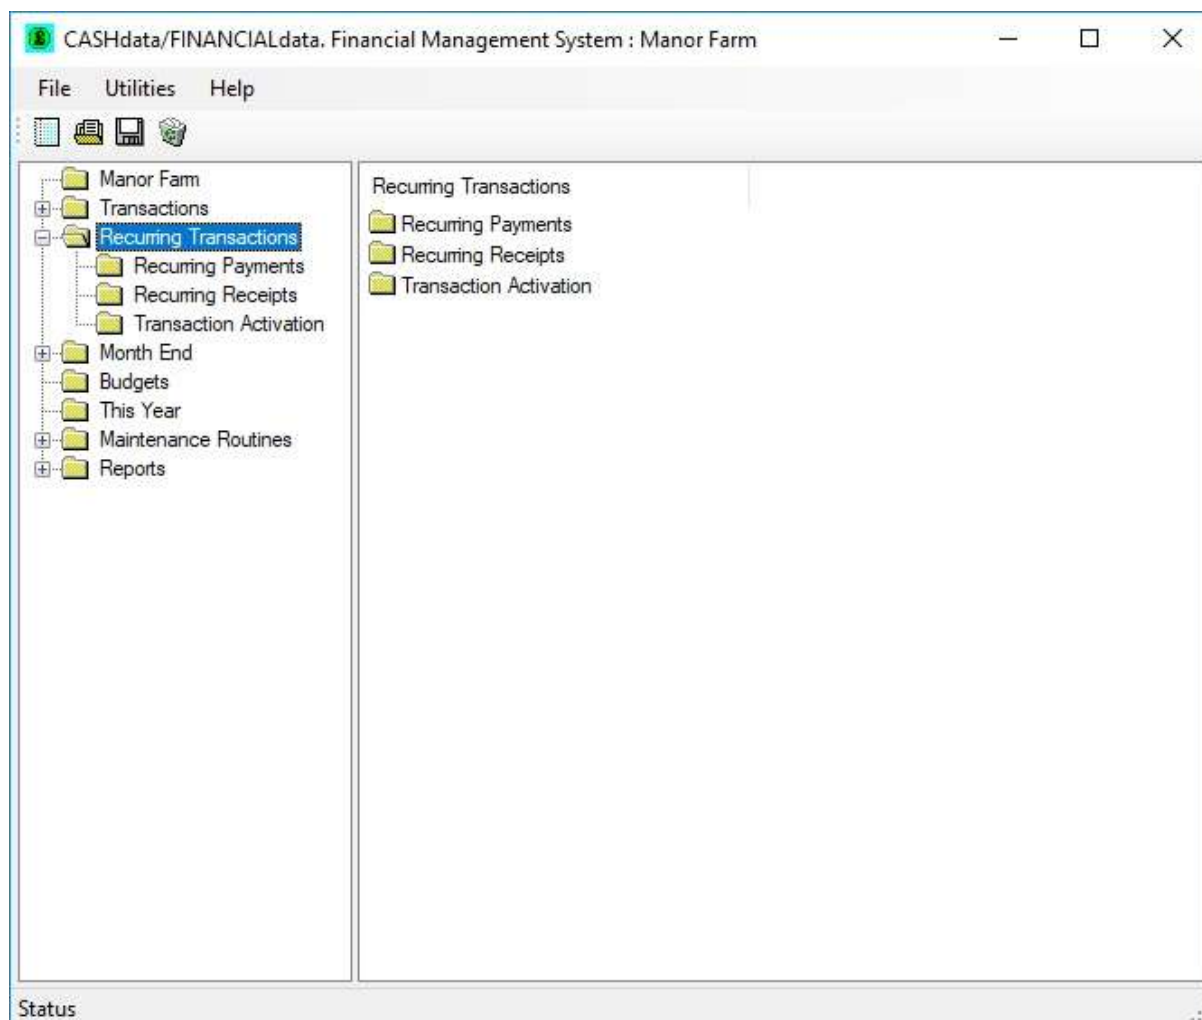 CASHdata/FINANCIALdata. Financial Management System : Manor Farm
File Utilities Help
Manor Farm
Transactions
Recurring Transactions
Recurring Payments
Recurring Receipts
Transaction Activation
Month End
Budgets
This Year
Maintenance Routines
Reports
Recurring Transactions
Recurring Payments
Recurring Receipts
Transaction Activation
Status